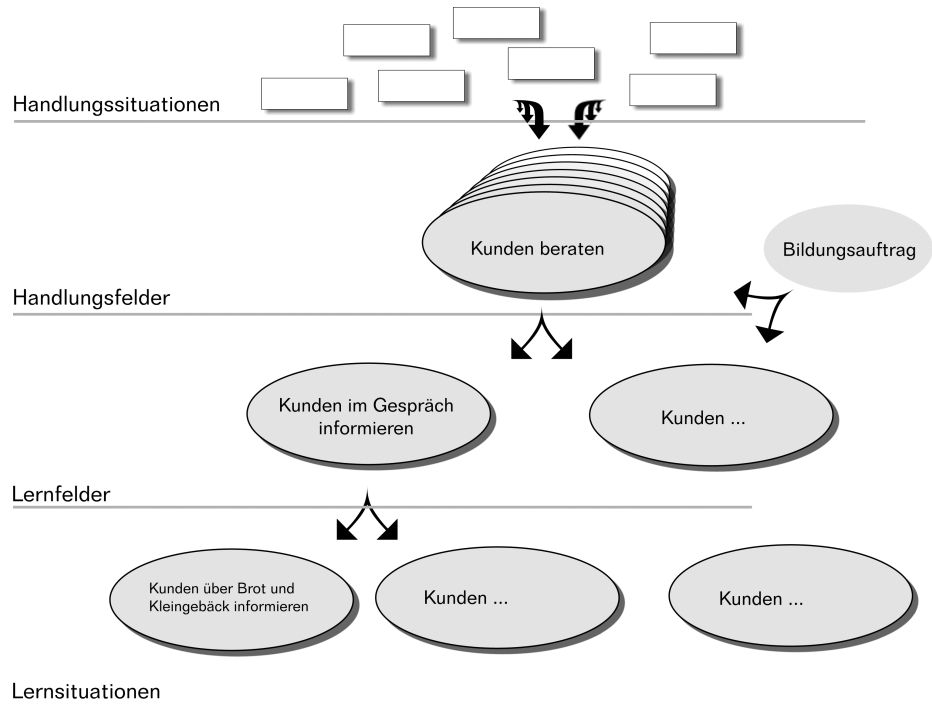 Handlungssituationen
Kunden beraten
Bildungsauftrag
Handlungsfelder
Kunden im Gespräch
informieren
Kunden ...
Lernfelder
Kunden über Brot und
Kleingebäck informieren
Kunden ...
Kunden ...
Lernsituationen